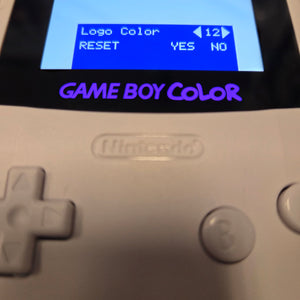 Logo Color ◀12▶
RESET YES NO
GAME BOY COLOR
Nintendo
B